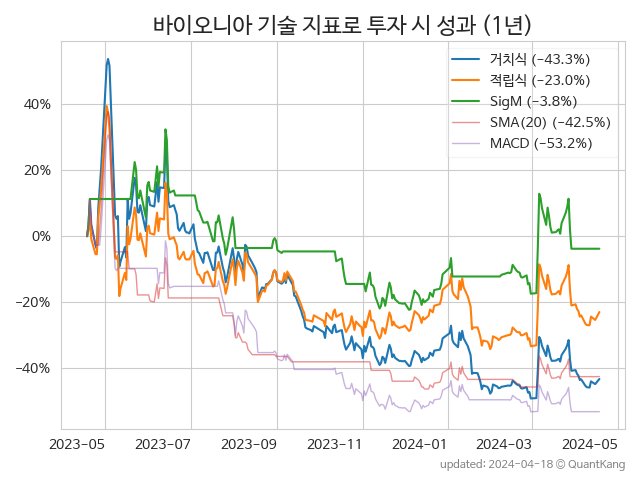 바이오니아 기술 지표로 투자 시 성과 (1년)
거치식 (−43.3%)
적립식 (−23.0%)
SigM (−3.8%)
SMA(20) (−42.5%)
MACD (−53.2%)
40%
20%
0%
−20%
−40%
2023−05 2023−07 2023−09 2023−11 2024−01 2024−03 2024−05
updated: 2024−04−18 © QuantKang